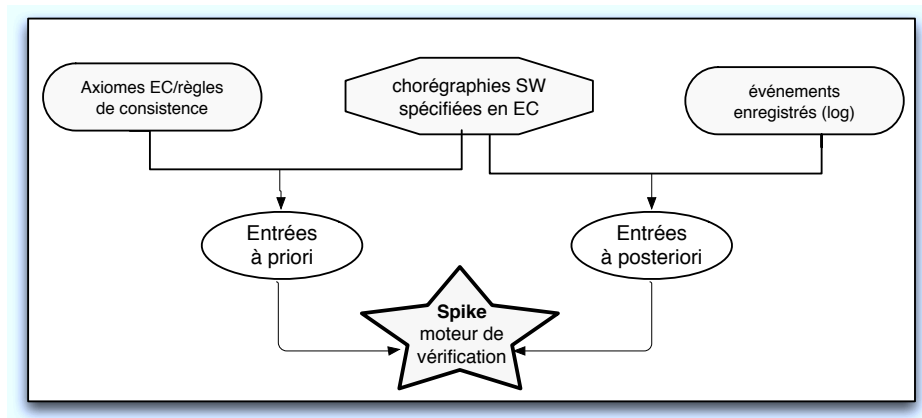 Axiomes EC/règles
de consistence
chorégraphies SW
spécifiées en EC
événements
enregistrés (log)
Entrées
à priori
Entrées
à posteriori
Spike
moteur de
vérification